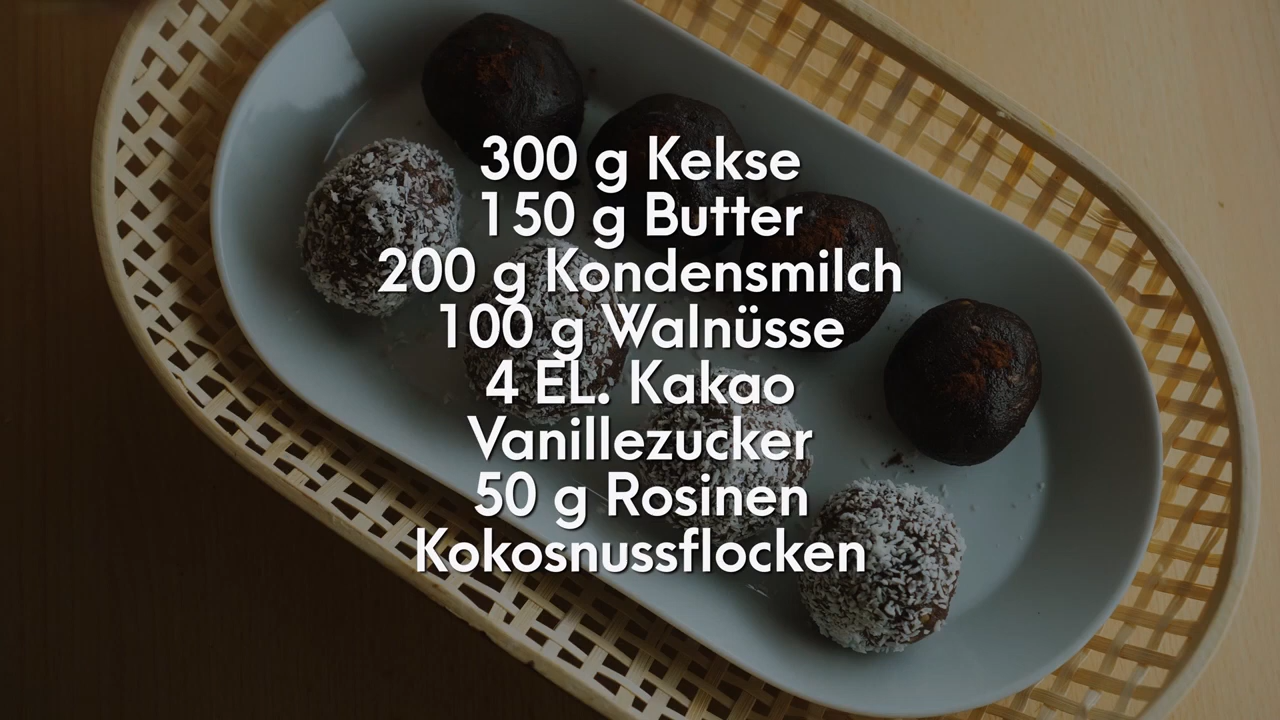 300 g Kekse
150 g Butter
200 g Kondensmilch
100 g Walnüsse
4 EL. Kakao
Vanillezucker
50 g Rosinen
Kokosnussflocken